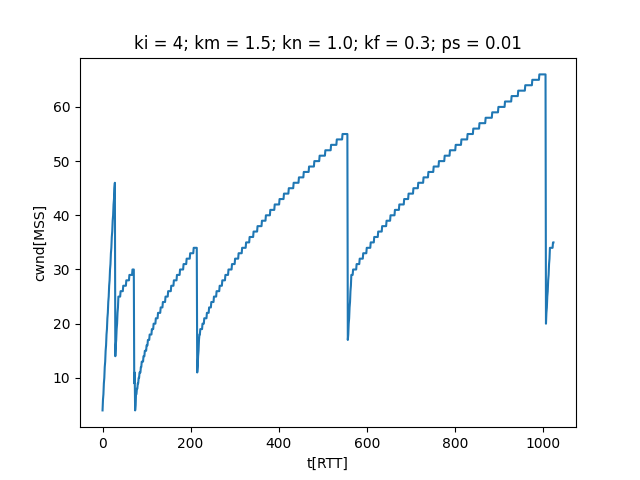 ki = 4; km = 1.5; kn = 1.0; kf = 0.3; ps = 0.01
60
50
40
30
20
10
cwnd[MSS]
0 200 400 600 800 1000
t[RTT]